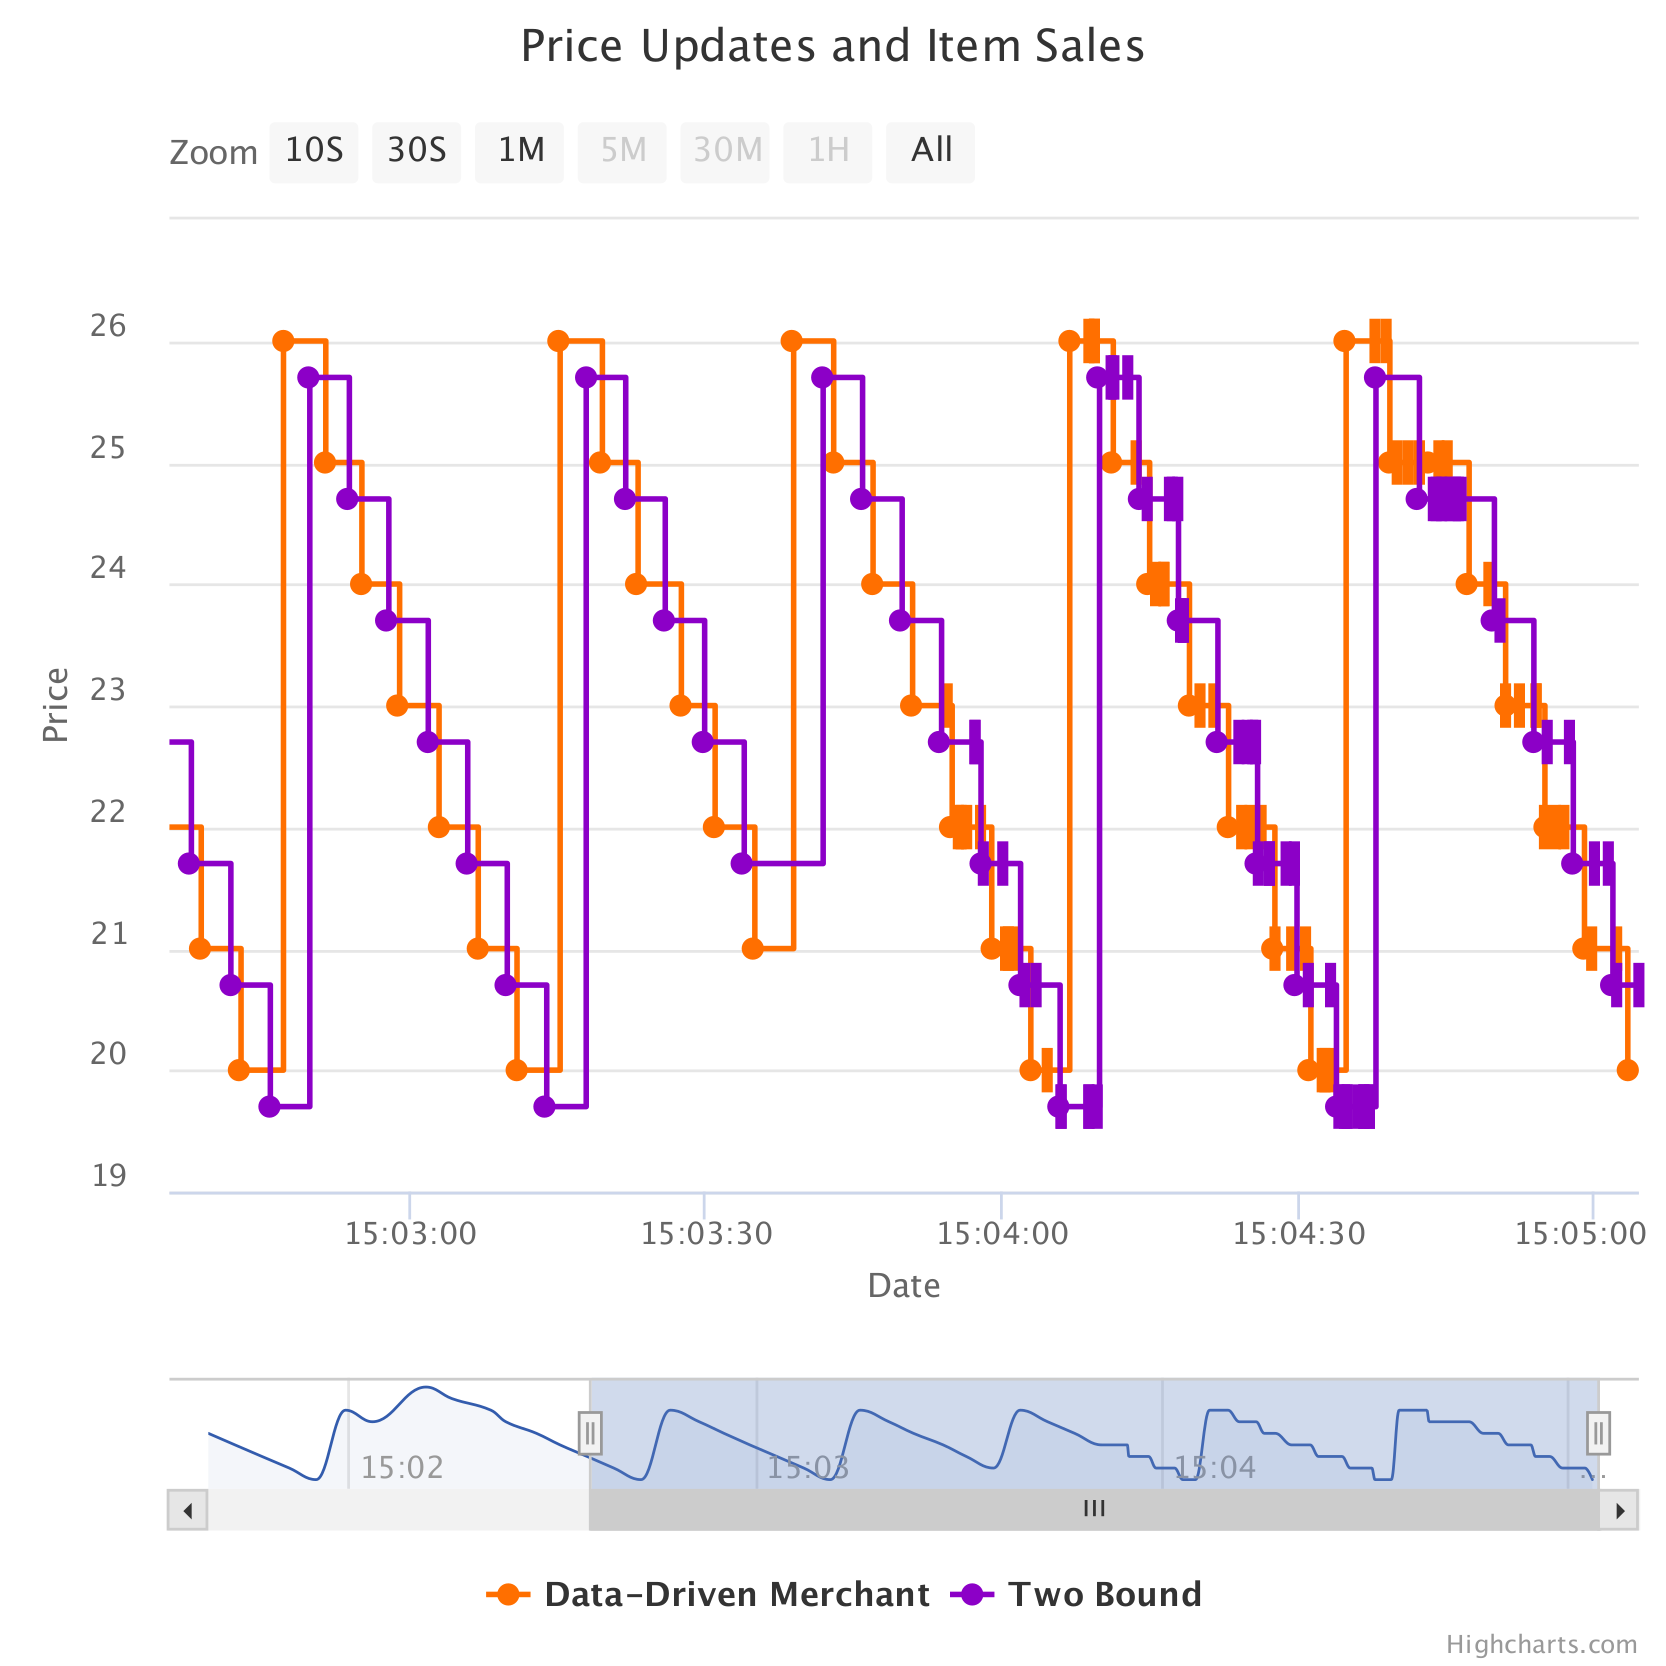 Price Updates and Item Sales
Zoom 10S 30S 1M 5M 30M 1H All
26
25
24
23
22
21
20
19
Price
15:03:00 15:03:30 15:04:00 15:04:30 15:05:00
Date
15:02 15:03 15:04 ...
Data-Driven Merchant Two Bound
Highcharts.com